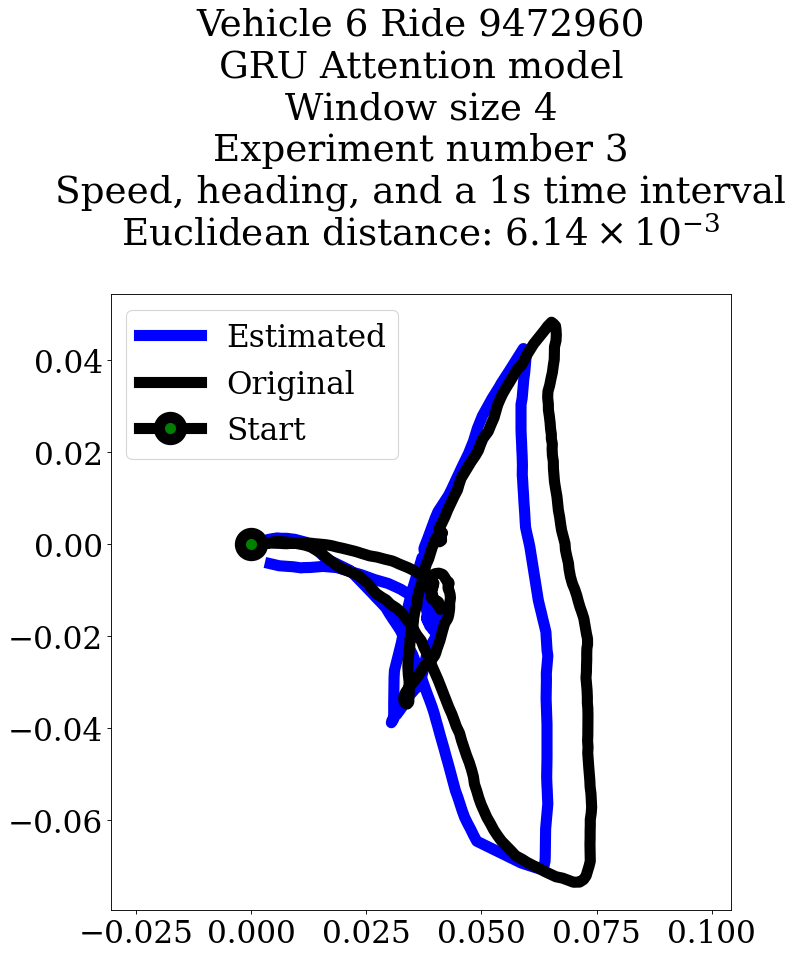 Vehicle 6 Ride 9472960
GRU Attention model
Window size 4
Experiment number 3
Speed, heading, and a 1s time interval
Euclidean distance: 6.14 × 10⁻³
Estimated
Original
Start
0.04
0.02
0.00
−0.02
−0.04
−0.06
−0.025 0.000 0.025 0.050 0.075 0.100